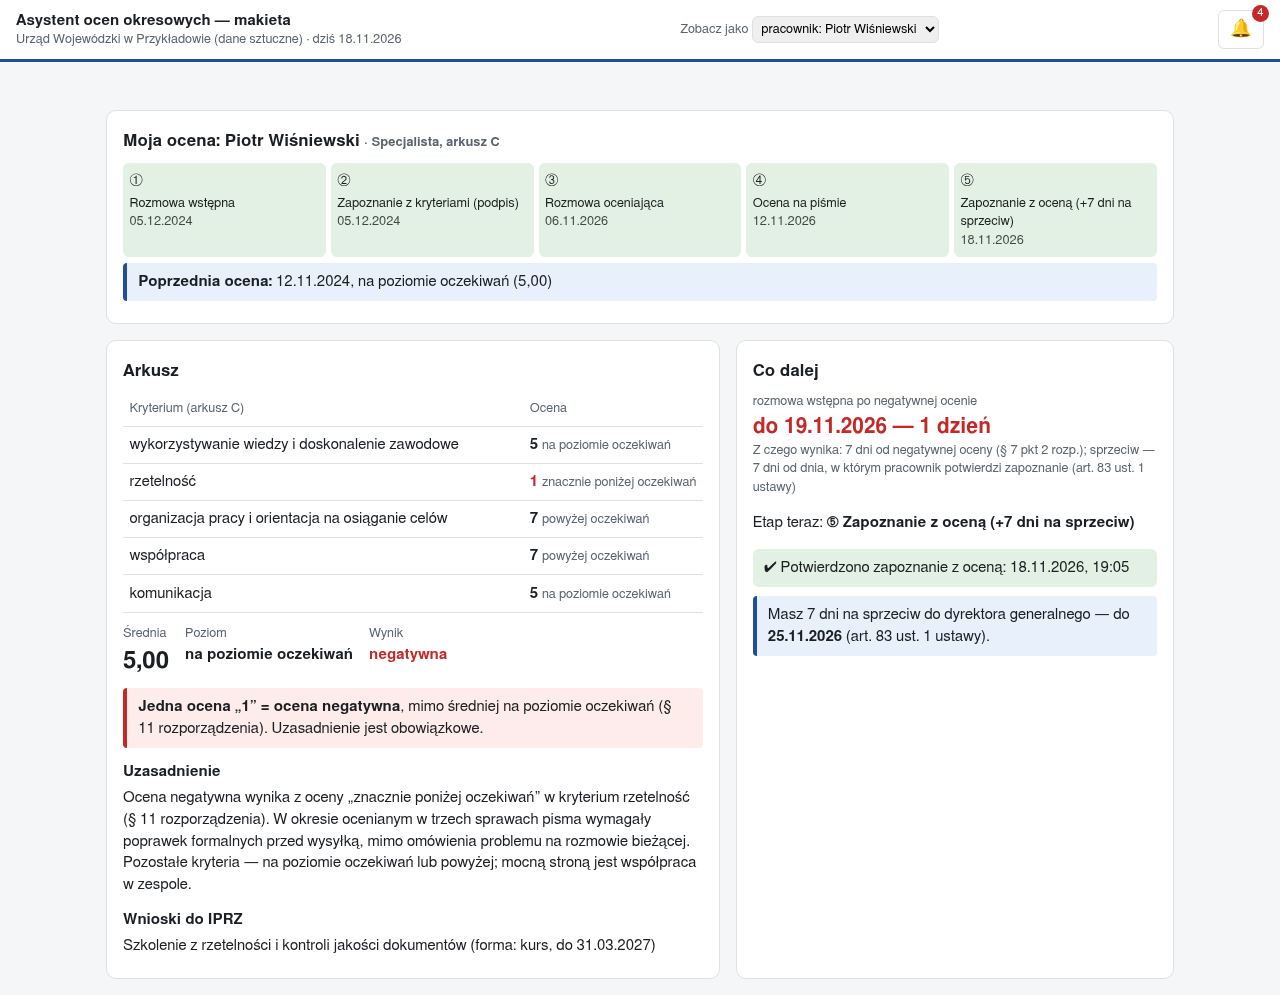 Asystent ocen okresowych — makieta
Urząd Wojewódzki w Przykładowie (dane sztuczne) · dziś 18.11.2026
Zobacz jako
pracownik: Piotr Wiśniewski
4
Moja ocena: Piotr Wiśniewski · Specjalista, arkusz C
①
Rozmowa wstępna
05.12.2024
②
Zapoznanie z kryteriami (podpis)
05.12.2024
③
Rozmowa oceniająca
06.11.2026
④
Ocena na piśmie
12.11.2026
⑤
Zapoznanie z oceną (+7 dni na
sprzeciw)
18.11.2026
Poprzednia ocena: 12.11.2024, na poziomie oczekiwań (5,00)
Arkusz
Kryterium (arkusz C) Ocena
wykorzystywanie wiedzy i doskonalenie zawodowe 5 na poziomie oczekiwań
rzetelność 1 znacznie poniżej oczekiwań
organizacja pracy i orientacja na osiąganie celów 7 powyżej oczekiwań
współpraca 7 powyżej oczekiwań
komunikacja 5 na poziomie oczekiwań
Średnia Poziom Wynik
5,00 na poziomie oczekiwań negatywna
Jedna ocena „1” = ocena negatywna, mimo średniej na poziomie oczekiwań (§
11 rozporządzenia). Uzasadnienie jest obowiązkowe.
Uzasadnienie
Ocena negatywna wynika z oceny „znacznie poniżej oczekiwań” w kryterium rzetelność
(§ 11 rozporządzenia). W okresie ocenianym w trzech sprawach pisma wymagały
poprawek formalnych przed wysyłką, mimo omówienia problemu na rozmowie bieżącej.
Pozostałe kryteria — na poziomie oczekiwań lub powyżej; mocną stroną jest współpraca
w zespole.
Wnioski do IPRZ
Szkolenie z rzetelności i kontroli jakości dokumentów (forma: kurs, do 31.03.2027)
Co dalej
rozmowa wstępna po negatywnej ocenie
do 19.11.2026 — 1 dzień
Z czego wynika: 7 dni od negatywnej oceny (§ 7 pkt 2 rozp.); sprzeciw —
7 dni od dnia, w którym pracownik potwierdzi zapoznanie (art. 83 ust. 1
ustawy)
Etap teraz: ⑤ Zapoznanie z oceną (+7 dni na sprzeciw)
✔ Potwierdzono zapoznanie z oceną: 18.11.2026, 19:05
Masz 7 dni na sprzeciw do dyrektora generalnego — do
25.11.2026 (art. 83 ust. 1 ustawy).